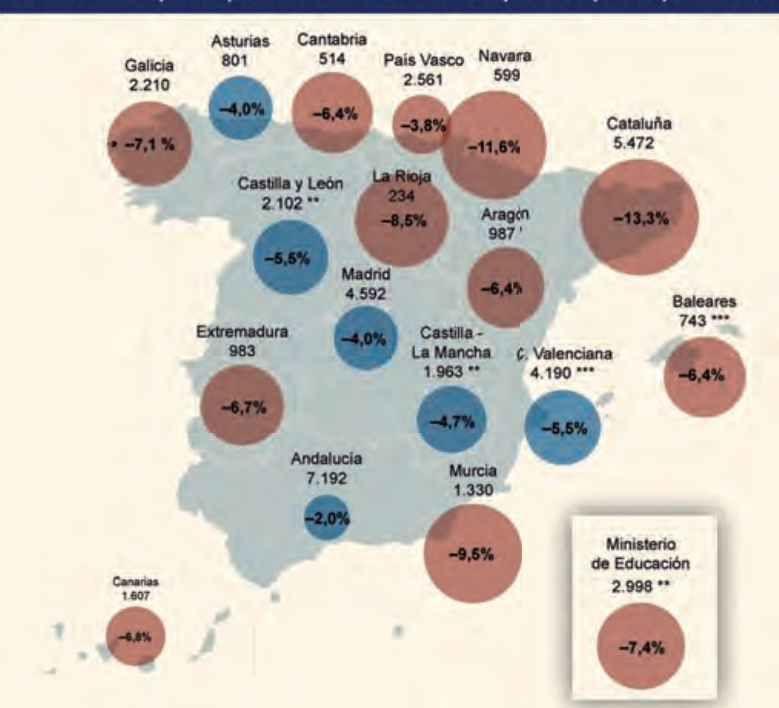 Asturias
801
–4,0%
Cantabria
514
–6,4%
País Vasco
2.561
–3,8%
Navara
599
–11,6%
Galicia
2.210
–7,1 %
Cataluña
5.472
–13,3%
Castilla y León
2.102 **
–5,5%
La Rioja
234
–8,5%
Aragón
987
–6,4%
Madrid
4.592
–4,0%
Baleares
743 ***
–6,4%
Extremadura
983
–6,7%
Castilla -
La Mancha
1.963 **
–4,7%
C. Valenciana
4.190 ***
–5,5%
Andalucía
7.192
–2,0%
Murcia
1.330
–9,5%
Ministerio
de Educación
2.998 **
–7,4%
Canarias
1.607
–6,8%